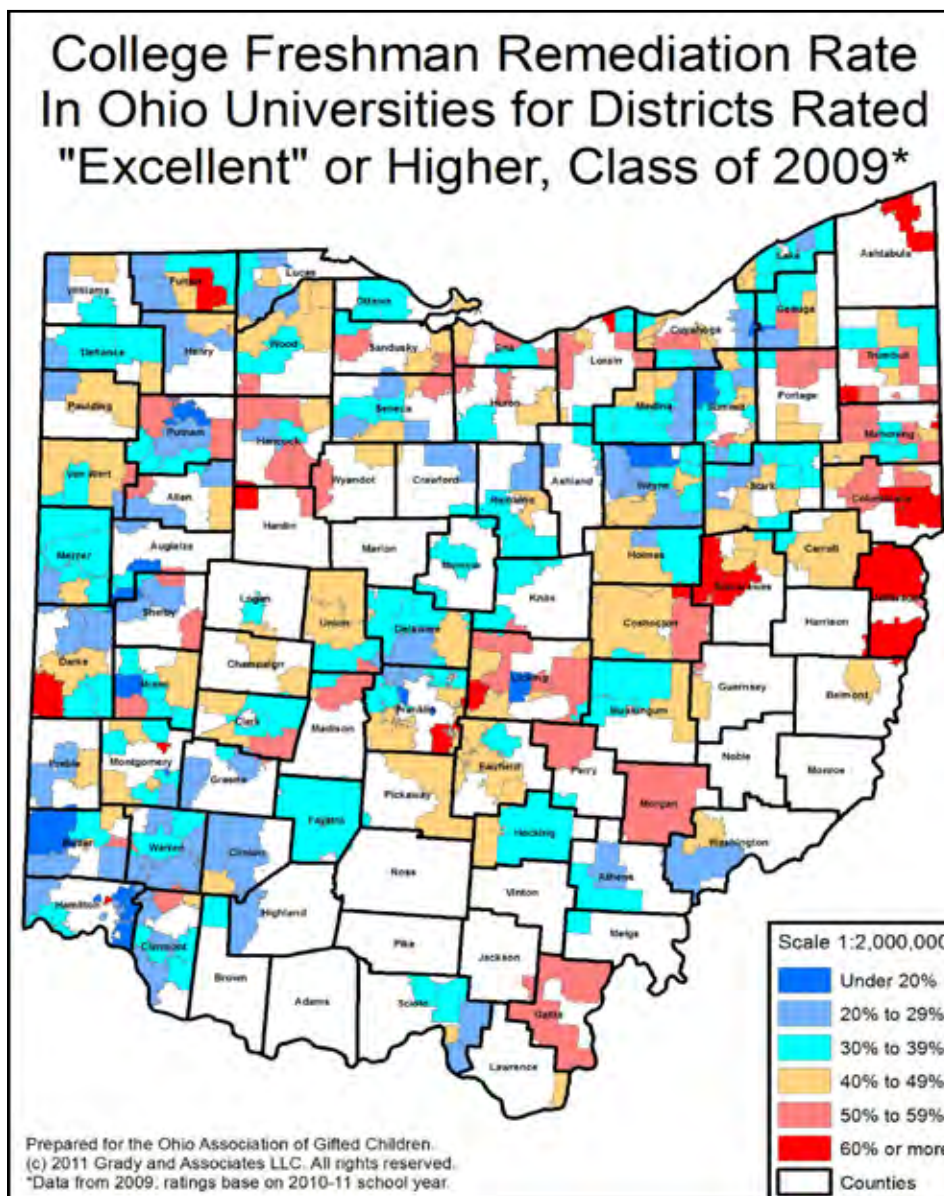 College Freshman Remediation Rate
In Ohio Universities for Districts Rated
"Excellent" or Higher, Class of 2009*
Ashtabula
Lake
Lucas
Fulton
Williams
Ottawa
Geauga
Cuyahoga
Wood
Sandusky
Erie
Lorain
Defiance
Henry
Trumbull
Paulding
Seneca
Huron
Medina
Summit
Portage
Putnam
Hancock
Mahoning
Van Wert
Wyandot
Crawford
Ashland
Wayne
Stark
Allen
Richland
Columbiana
Hardin
Auglaize
Marion
Mercer
Morrow
Holmes
Carroll
Logan
Knox
Shelby
Union
Delaware
Coshocton
Harrison
Darke
Champaign
Licking
Guernsey
Belmont
Miami
Franklin
Muskingum
Clark
Madison
Montgomery
Preble
Greene
Fairfield
Perry
Noble
Monroe
Pickaway
Morgan
Fayette
Butler
Warren
Clinton
Hocking
Washington
Ross
Athens
Vinton
Hamilton
Highland
Clermont
Meigs
Pike
Jackson
Brown
Adams
Scioto
Gallia
Lawrence
Scale 1:2,000,000
Under 20%
20% to 29%
30% to 39%
40% to 49%
50% to 59%
60% or more
Counties
Prepared for the Ohio Association of Gifted Children.
(c) 2011 Grady and Associates LLC. All rights reserved.
*Data from 2009; ratings base on 2010-11 school year.